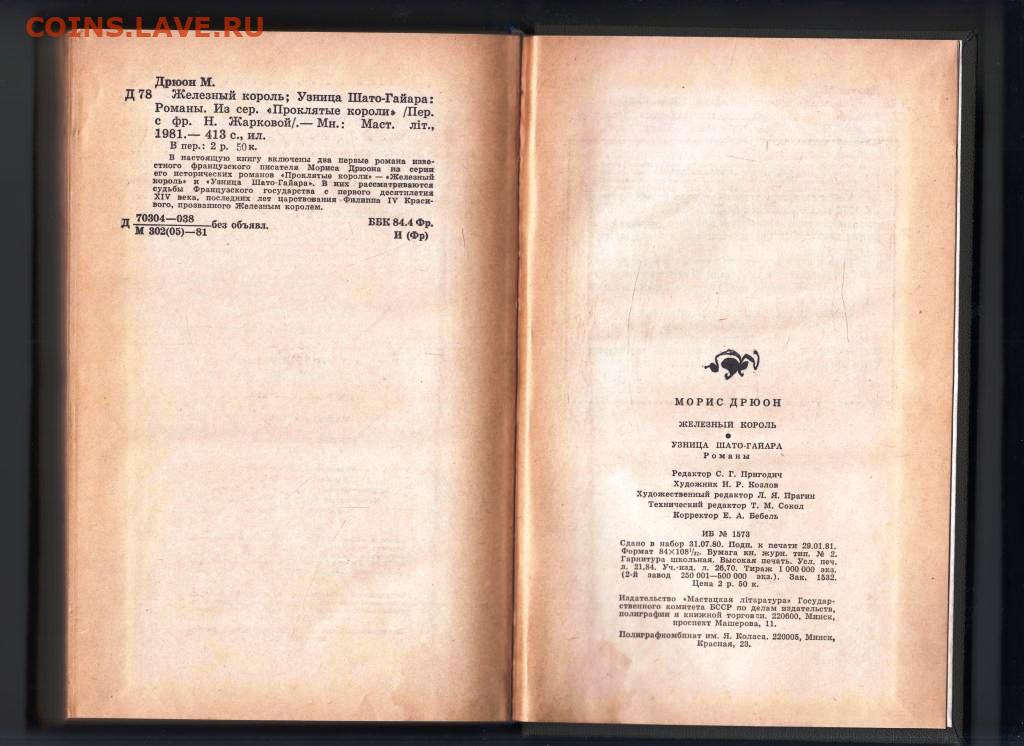 COINS.LAVE.RU
Дрюон М.
Д 78 Железный король; Узница Шато-Гайара:
Романы. Из сер. «Проклятые короли» /Пер.
с фр. Н. Жарковой/.— Мн.: Маст. літ.,
1981.— 413 с., ил.
В пер.: 2 р. 50 к.
В настоящую книгу включены два первые романа изве-
стного французского писателя Мориса Дрюона из серии
его исторических романов «Проклятые короли» — «Железный
король» и «Узница Шато-Гайара». В них рассматриваются
судьбы Французского государства с первого десятилетия
XIV века, последних лет царствования Филиппа IV Краси-
вого, прозванного Железным королем.
Д 70304—038
М 302(05)—81
без объявл.
ББК 84.4 Фр.
И (Фр)
МОРИС ДРЮОН
ЖЕЛЕЗНЫЙ КОРОЛЬ
УЗНИЦА ШАТО-ГАЙАРА
Романы
Редактор С. Г. Пригодич
Художник Н. Р. Козлов
Художественный редактор Л. Я. Прагин
Технический редактор Т. М. Сокол
Корректор Е. А. Бебель
ИБ № 1573
Сдано в набор 31.07.80. Подп. к печати 29.01.81.
Формат 84×108¹/₃₂. Бумага кн. журн. тип. № 2.
Гарнитура школьная. Высокая печать. Усл. печ.
л. 21,84. Уч.-изд. л. 26,70. Тираж 1 000 000 экз.
(2-й завод 250 001—500 000 экз.). Зак. 1532.
Цена 2 р. 50 к.
Издательство «Мастацкая літаратура» Государ-
ственного комитета БССР по делам издательств,
полиграфии и книжной торговли. 220600, Минск,
проспект Машерова, 11.
Полиграфкомбинат им. Я. Коласа. 220005, Минск,
Красная, 23.